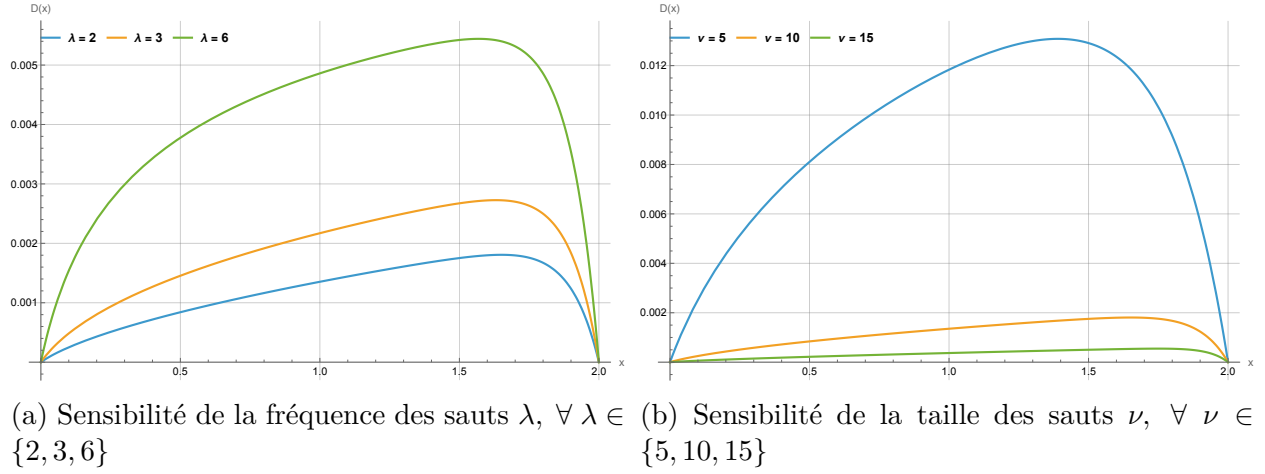 D(x)
λ = 2 λ = 3 λ = 6
0.005
0.004
0.003
0.002
0.001
0.5 1.0 1.5 2.0 x
D(x)
ν = 5 ν = 10 ν = 15
0.012
0.010
0.008
0.006
0.004
0.002
0.5 1.0 1.5 2.0 x
(a) Sensibilité de la fréquence des sauts λ, ∀ λ ∈
{2, 3, 6}
(b) Sensibilité de la taille des sauts ν, ∀ ν ∈
{5, 10, 15}